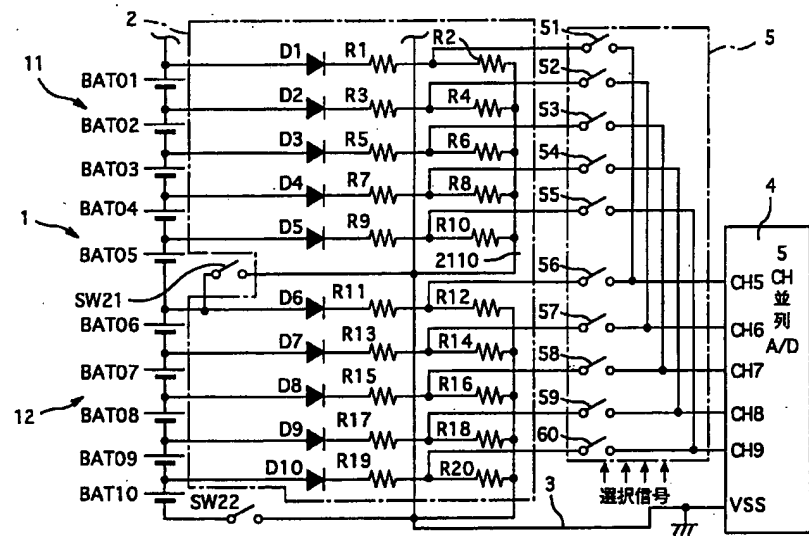 2
11
BAT01
BAT02
BAT03
BAT04
1
BAT05
SW21
BAT06
BAT07
12
BAT08
BAT09
BAT10
SW22
D1 R1 R2
D2 R3 R4
D3 R5 R6
D4 R7 R8
D5 R9 R10
2110
D6 R11 R12
D7 R13 R14
D8 R15 R16
D9 R17 R18
D10 R19 R20
3
51
52
53
54
55
56
57
58
59
60
5
選択信号
4
5
CH
並
列
A/D
CH5
CH6
CH7
CH8
CH9
VSS